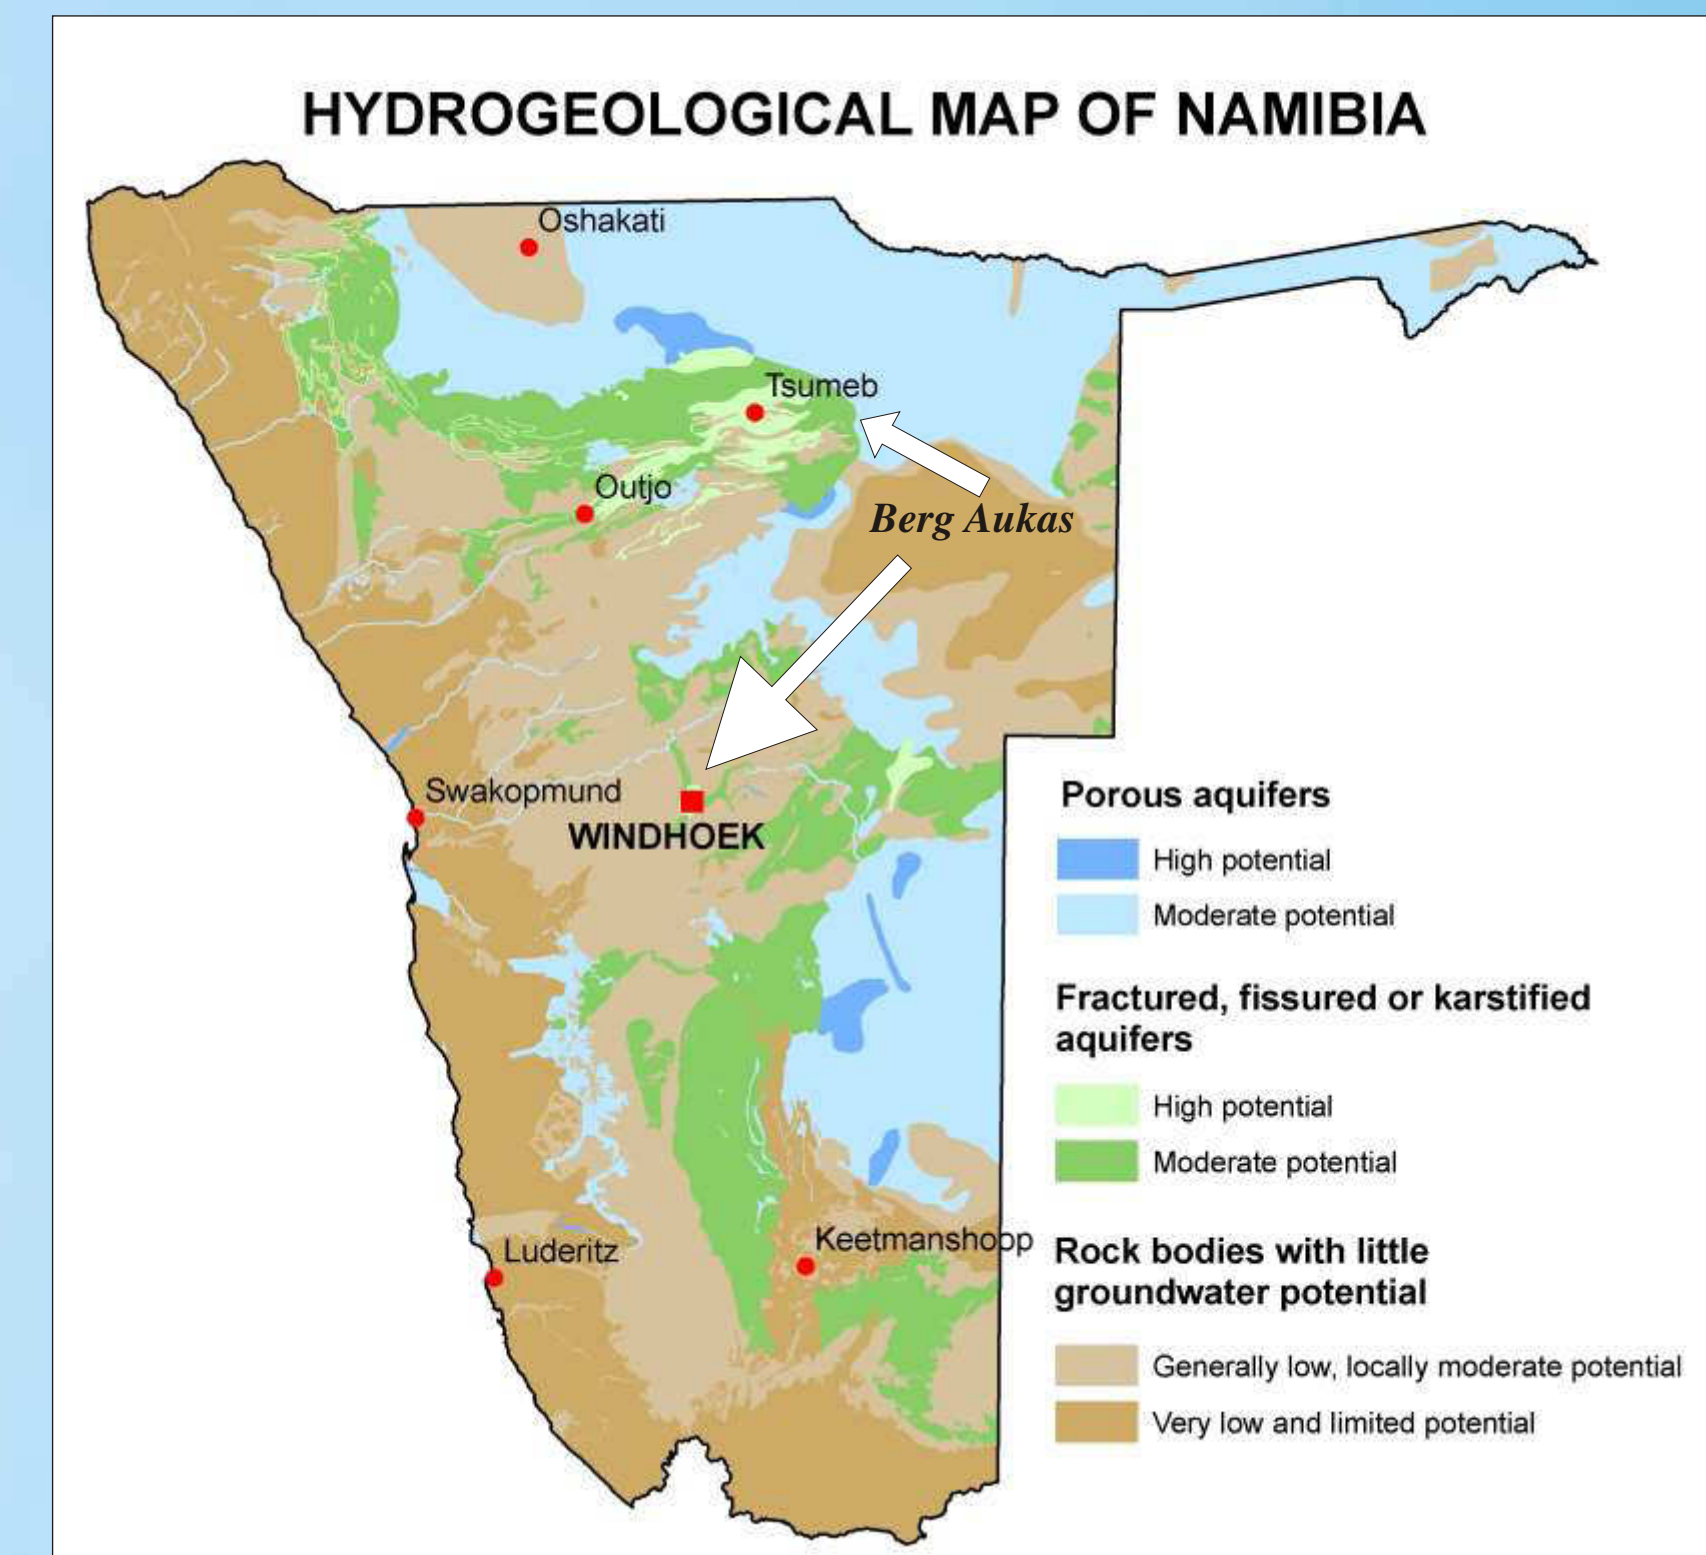 HYDROGEOLOGICAL MAP OF NAMIBIA
Oshakati
Tsumeb
Outjo
Berg Aukas
Swakopmund
WINDHOEK
Luderitz
Keetmanshoop
Porous aquifers
High potential
Moderate potential
Fractured, fissured or karstified
aquifers
High potential
Moderate potential
Rock bodies with little
groundwater potential
Generally low, locally moderate potential
Very low and limited potential